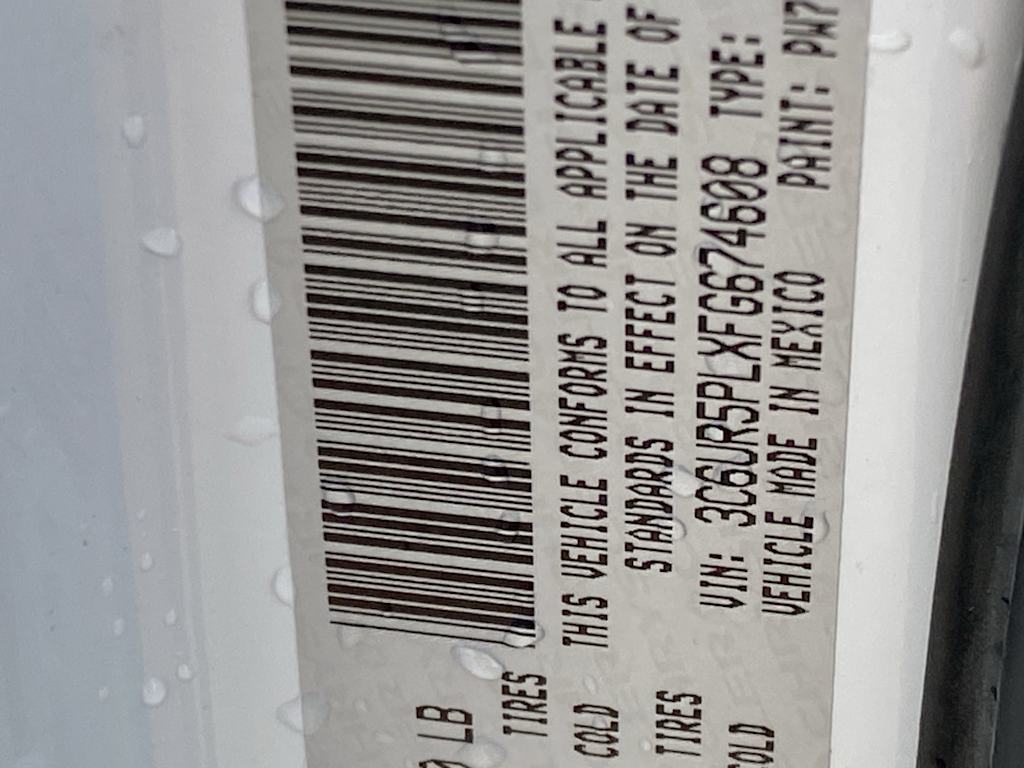 THIS VEHICLE CONFORMS TO ALL APPLICABLE
STANDARDS IN EFFECT ON THE DATE OF
VIN: 3C6UR5PLXFG674608 TYPE:
VEHICLE MADE IN MEXICO PAINT: PW7
LB
TIRES
COLD
TIRES
COLD